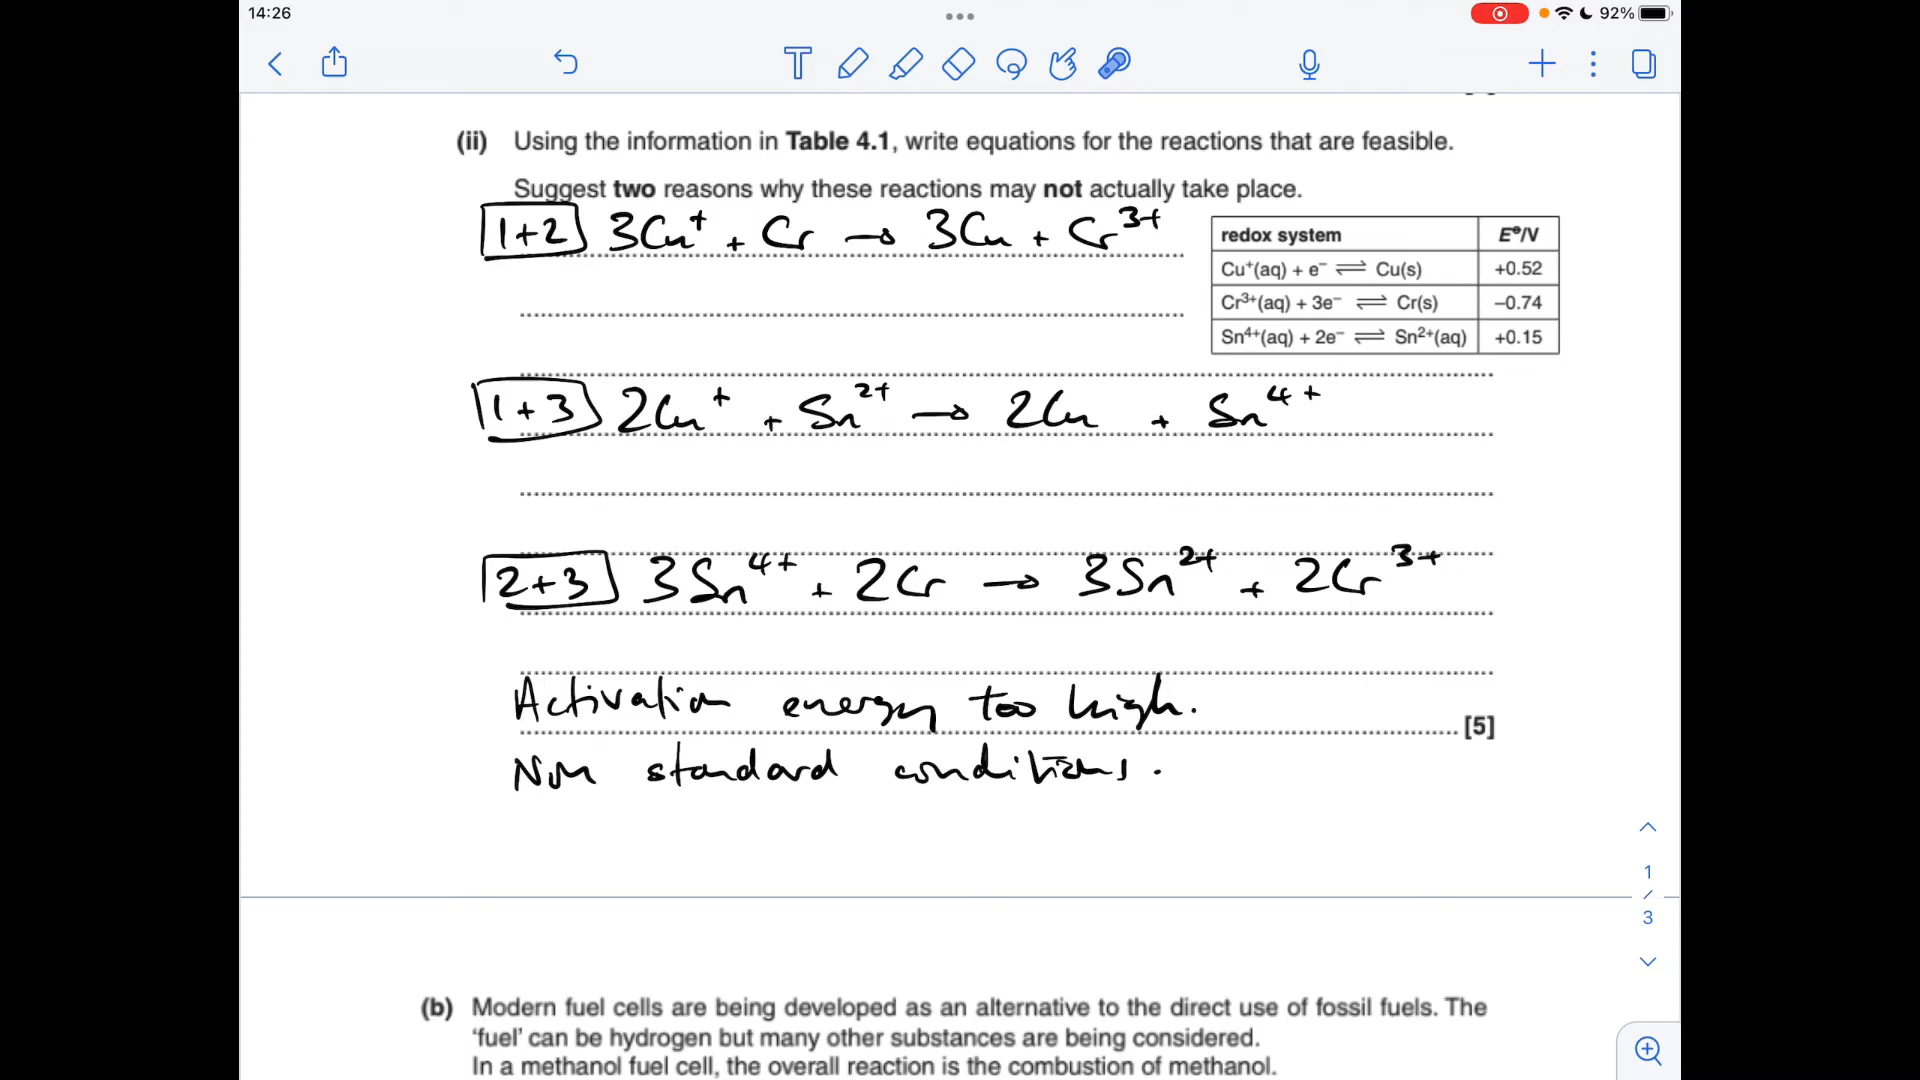 14:26
92%
(ii) Using the information in Table 4.1, write equations for the reactions that are feasible.
Suggest two reasons why these reactions may not actually take place.
1+2 3Cu⁺ + Cr → 3Cu + Cr³⁺
redox system E⦵/V
Cu⁺(aq) + e⁻ ⇌ Cu(s) +0.52
Cr³⁺(aq) + 3e⁻ ⇌ Cr(s) −0.74
Sn⁴⁺(aq) + 2e⁻ ⇌ Sn²⁺(aq) +0.15
1+3 2Cu⁺ + Sn²⁺ → 2Cu + Sn⁴⁺
2+3 3Sn⁴⁺ + 2Cr → 3Sn²⁺ + 2Cr³⁺
Activation energy too high.
[5]
Non standard conditions.
1
/
3
(b) Modern fuel cells are being developed as an alternative to the direct use of fossil fuels. The
‘fuel’ can be hydrogen but many other substances are being considered.
In a methanol fuel cell, the overall reaction is the combustion of methanol.